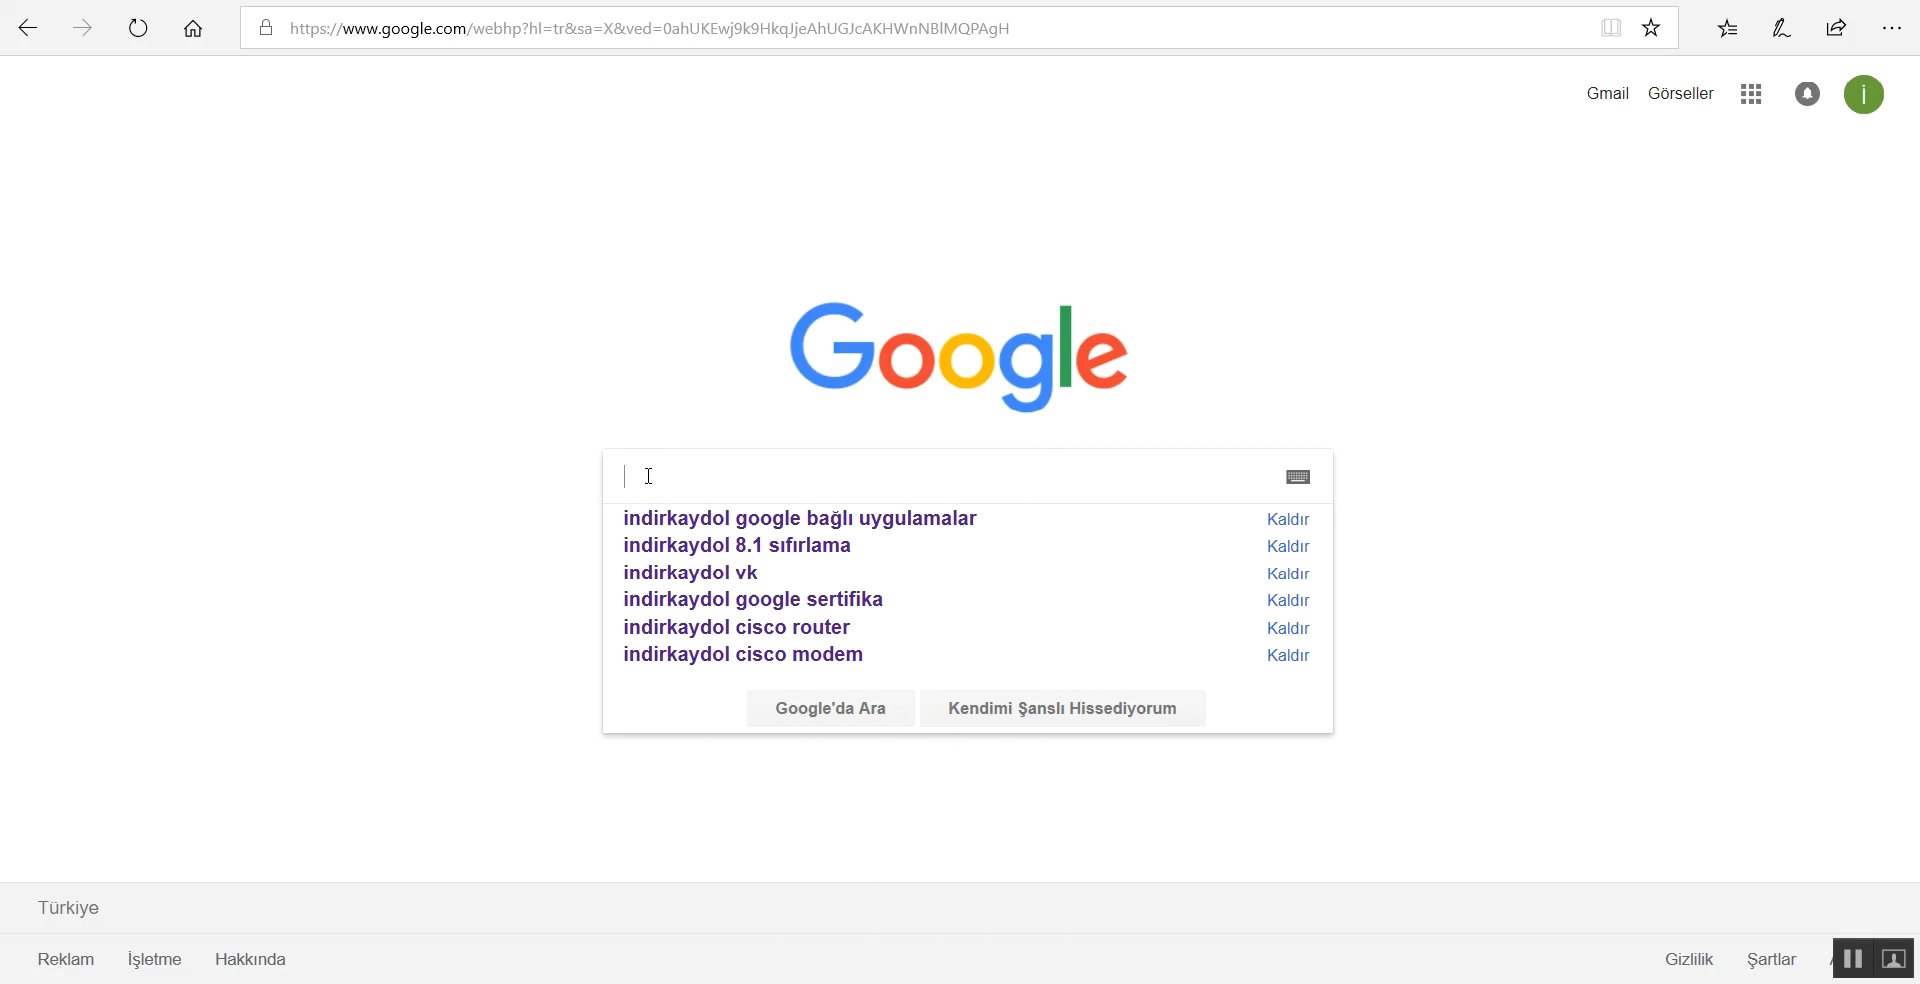 https://www.google.com/webhp?hl=tr&sa=X&ved=0ahUKEwj9k9HkqJjeAhUGJcAKHWnNBlMQPAgH
Gmail Görseller
İ
Google
indirkaydol google bağlı uygulamalar Kaldır
indirkaydol 8.1 sıfırlama Kaldır
indirkaydol vk Kaldır
indirkaydol google sertifika Kaldır
indirkaydol cisco router Kaldır
indirkaydol cisco modem Kaldır
Google'da Ara Kendimi Şanslı Hissediyorum
Türkiye
Reklam İşletme Hakkında Gizlilik Şartlar